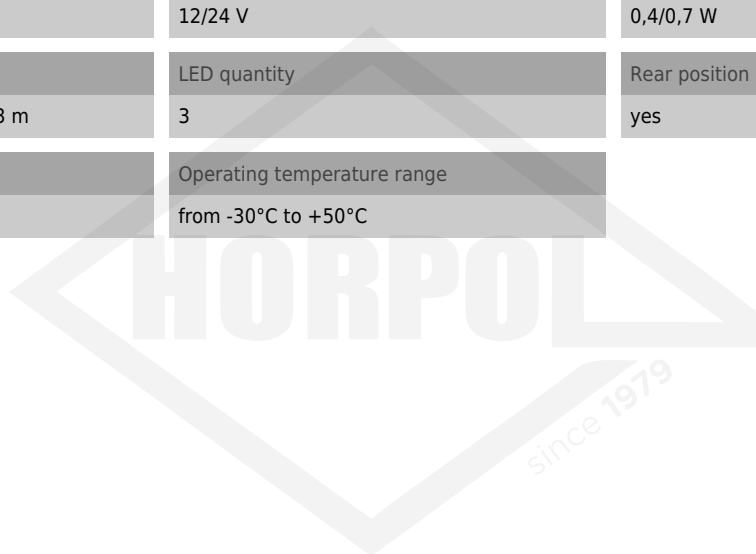 12/24 V
0,4/0,7 W
LED quantity
Rear position
m
3
yes
Operating temperature range
from -30°C to +50°C
HORPOL
since 1979